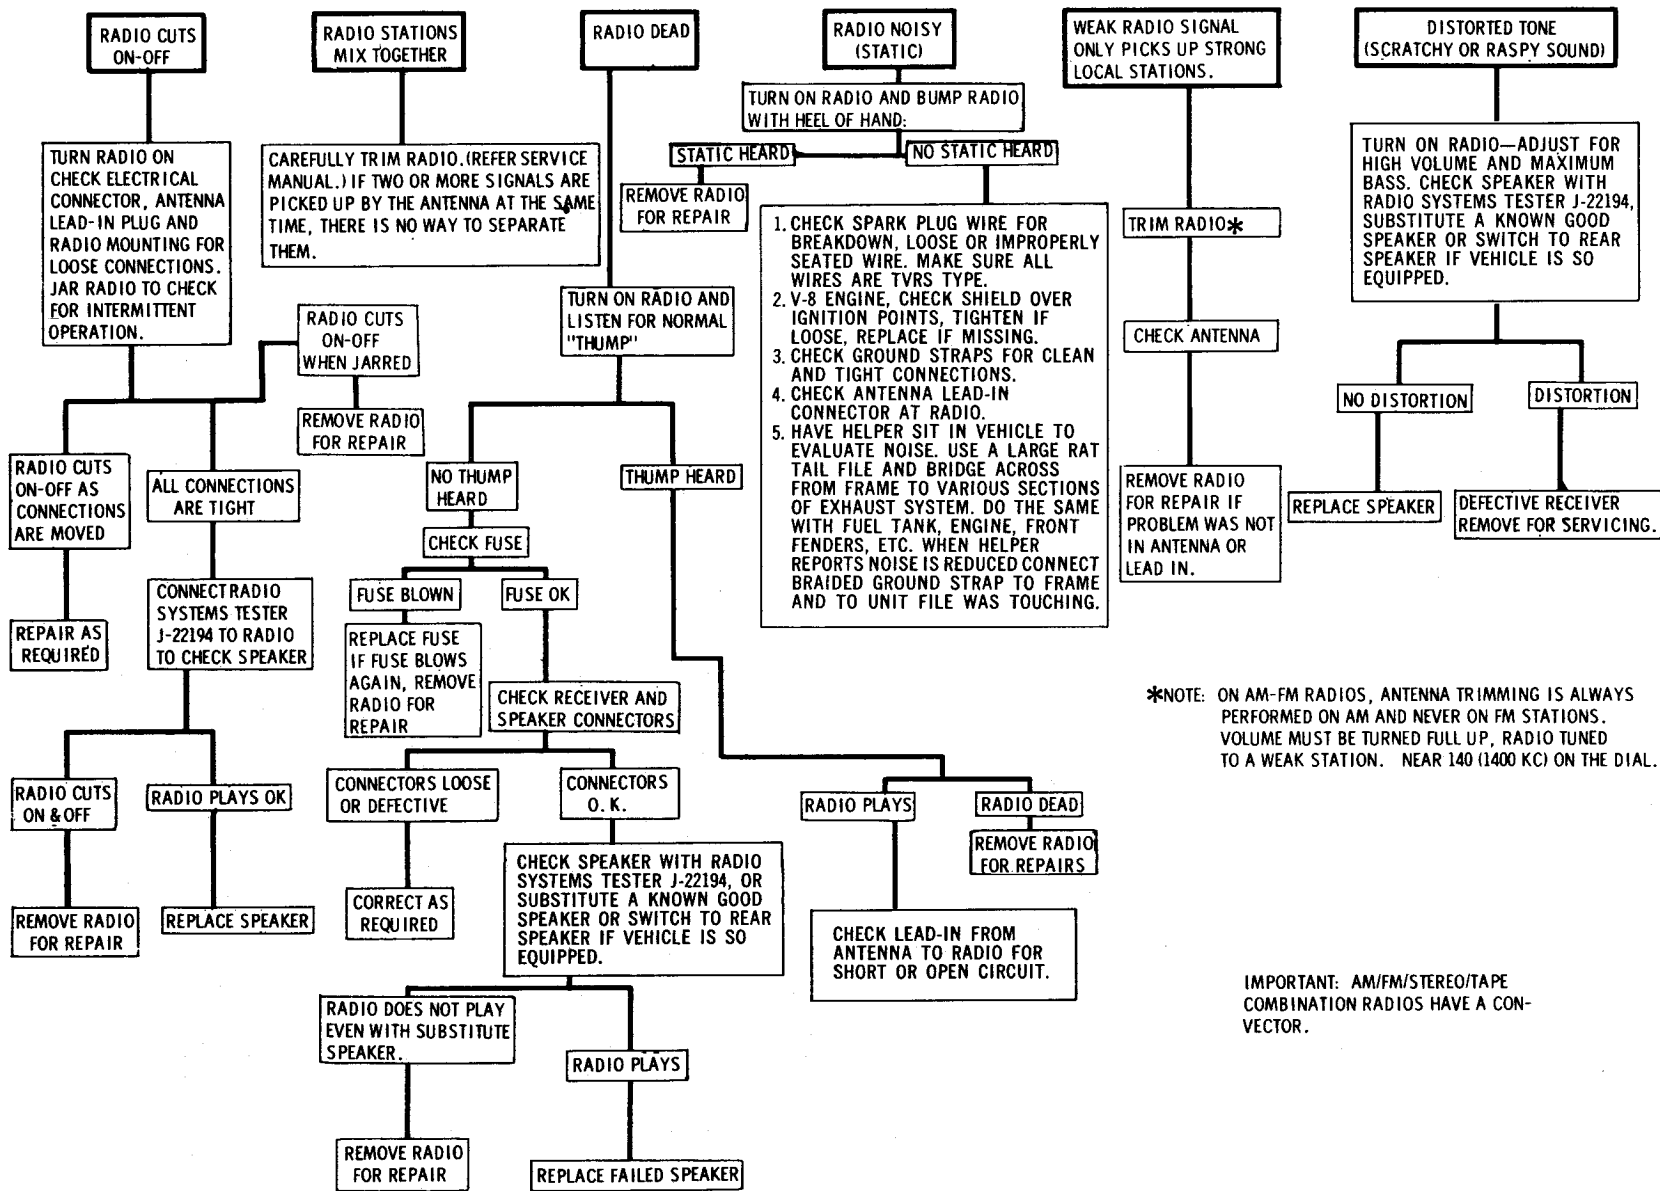 RADIO CUTS
ON-OFF
TURN RADIO ON
CHECK ELECTRICAL
CONNECTOR, ANTENNA
LEAD-IN PLUG AND
RADIO MOUNTING FOR
LOOSE CONNECTIONS.
JAR RADIO TO CHECK
FOR INTERMITTENT
OPERATION.
RADIO CUTS
ON-OFF
WHEN JARRED
REMOVE RADIO
FOR REPAIR
RADIO CUTS
ON-OFF AS
CONNECTIONS
ARE MOVED
REPAIR AS
REQUIRED
ALL CONNECTIONS
ARE TIGHT
CONNECT RADIO
SYSTEMS TESTER
J-22194 TO RADIO
TO CHECK SPEAKER
RADIO CUTS
ON & OFF
REMOVE RADIO
FOR REPAIR
RADIO PLAYS OK
REPLACE SPEAKER
RADIO STATIONS
MIX TOGETHER
CAREFULLY TRIM RADIO. (REFER SERVICE
MANUAL.) IF TWO OR MORE SIGNALS ARE
PICKED UP BY THE ANTENNA AT THE SAME
TIME, THERE IS NO WAY TO SEPARATE
THEM.
RADIO DEAD
TURN ON RADIO AND
LISTEN FOR NORMAL
"THUMP"
NO THUMP
HEARD
CHECK FUSE
FUSE BLOWN
REPLACE FUSE
IF FUSE BLOWS
AGAIN, REMOVE
RADIO FOR
REPAIR
FUSE OK
CHECK RECEIVER AND
SPEAKER CONNECTORS
CONNECTORS LOOSE
OR DEFECTIVE
CORRECT AS
REQUIRED
CONNECTORS
O. K.
CHECK SPEAKER WITH RADIO
SYSTEMS TESTER J-22194, OR
SUBSTITUTE A KNOWN GOOD
SPEAKER OR SWITCH TO REAR
SPEAKER IF VEHICLE IS SO
EQUIPPED.
RADIO DOES NOT PLAY
EVEN WITH SUBSTITUTE
SPEAKER.
REMOVE RADIO
FOR REPAIR
RADIO PLAYS
REPLACE FAILED SPEAKER
THUMP HEARD
RADIO PLAYS
CHECK LEAD-IN FROM
ANTENNA TO RADIO FOR
SHORT OR OPEN CIRCUIT.
RADIO DEAD
REMOVE RADIO
FOR REPAIRS
RADIO NOISY
(STATIC)
TURN ON RADIO AND BUMP RADIO
WITH HEEL OF HAND:
STATIC HEARD
REMOVE RADIO
FOR REPAIR
NO STATIC HEARD
1. CHECK SPARK PLUG WIRE FOR
BREAKDOWN, LOOSE OR IMPROPERLY
SEATED WIRE. MAKE SURE ALL
WIRES ARE TVRS TYPE.
2. V-8 ENGINE, CHECK SHIELD OVER
IGNITION POINTS, TIGHTEN IF
LOOSE, REPLACE IF MISSING.
3. CHECK GROUND STRAPS FOR CLEAN
AND TIGHT CONNECTIONS.
4. CHECK ANTENNA LEAD-IN
CONNECTOR AT RADIO.
5. HAVE HELPER SIT IN VEHICLE TO
EVALUATE NOISE. USE A LARGE RAT
TAIL FILE AND BRIDGE ACROSS
FROM FRAME TO VARIOUS SECTIONS
OF EXHAUST SYSTEM. DO THE SAME
WITH FUEL TANK, ENGINE, FRONT
FENDERS, ETC. WHEN HELPER
REPORTS NOISE IS REDUCED CONNECT
BRAIDED GROUND STRAP TO FRAME
AND TO UNIT FILE WAS TOUCHING.
WEAK RADIO SIGNAL
ONLY PICKS UP STRONG
LOCAL STATIONS.
TRIM RADIO*
CHECK ANTENNA
REMOVE RADIO
FOR REPAIR IF
PROBLEM WAS NOT
IN ANTENNA OR
LEAD IN.
DISTORTED TONE
(SCRATCHY OR RASPY SOUND)
TURN ON RADIO—ADJUST FOR
HIGH VOLUME AND MAXIMUM
BASS. CHECK SPEAKER WITH
RADIO SYSTEMS TESTER J-22194,
SUBSTITUTE A KNOWN GOOD
SPEAKER OR SWITCH TO REAR
SPEAKER IF VEHICLE IS SO
EQUIPPED.
NO DISTORTION
REPLACE SPEAKER
DISTORTION
DEFECTIVE RECEIVER
REMOVE FOR SERVICING.
*NOTE: ON AM-FM RADIOS, ANTENNA TRIMMING IS ALWAYS
PERFORMED ON AM AND NEVER ON FM STATIONS.
VOLUME MUST BE TURNED FULL UP, RADIO TUNED
TO A WEAK STATION. NEAR 140 (1400 KC) ON THE DIAL.
IMPORTANT: AM/FM/STEREO/TAPE
COMBINATION RADIOS HAVE A CON-
VECTOR.